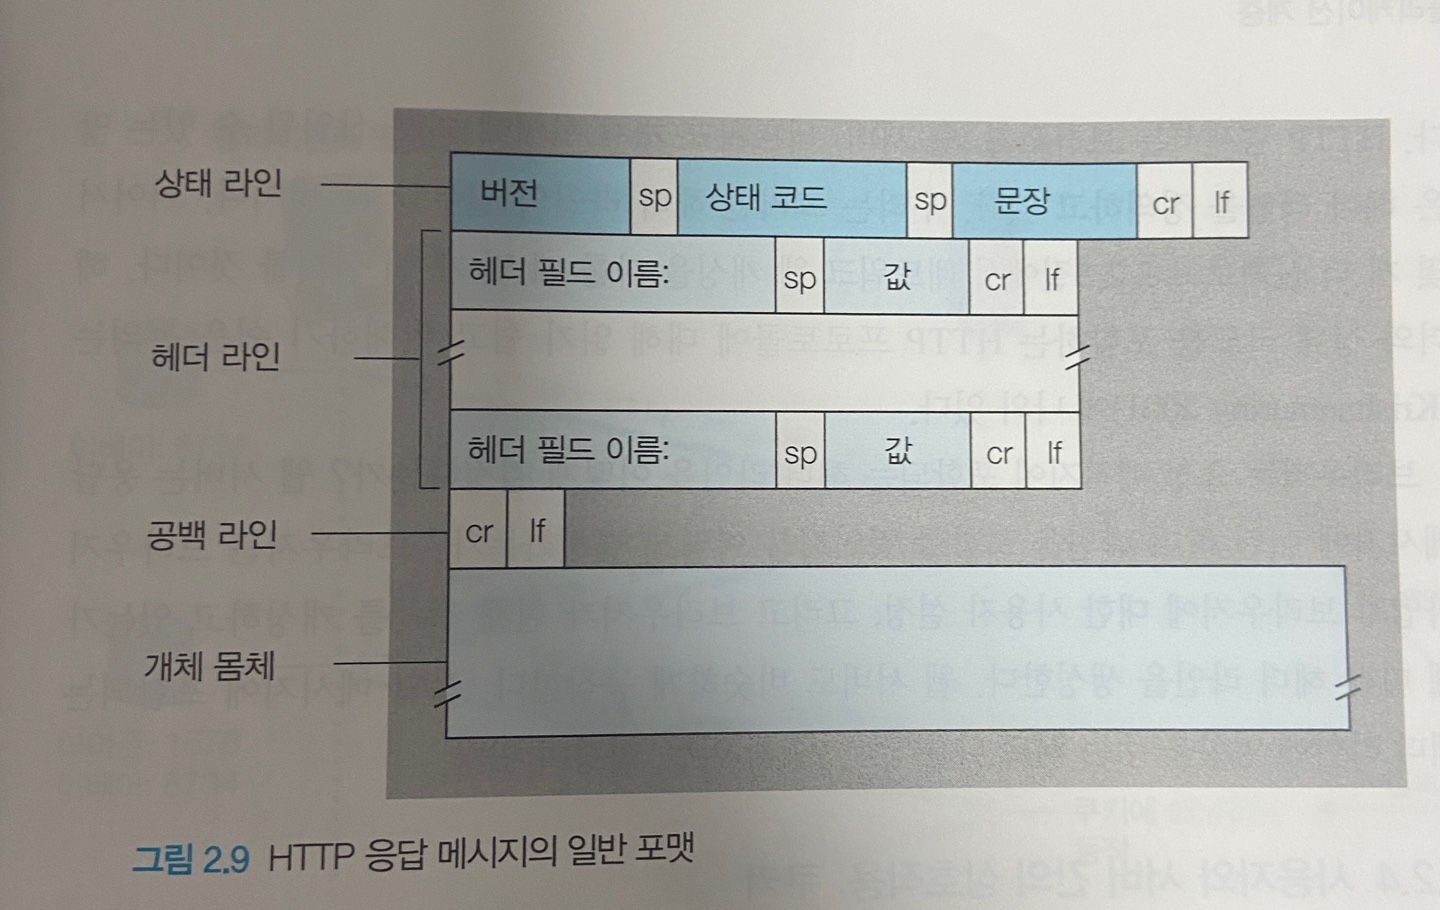 상태 라인
버전 sp 상태 코드 sp 문장 cr lf
헤더 필드 이름: sp 값 cr lf
헤더 라인
헤더 필드 이름: sp 값 cr lf
공백 라인
cr lf
개체 몸체
그림 2.9 HTTP 응답 메시지의 일반 포맷